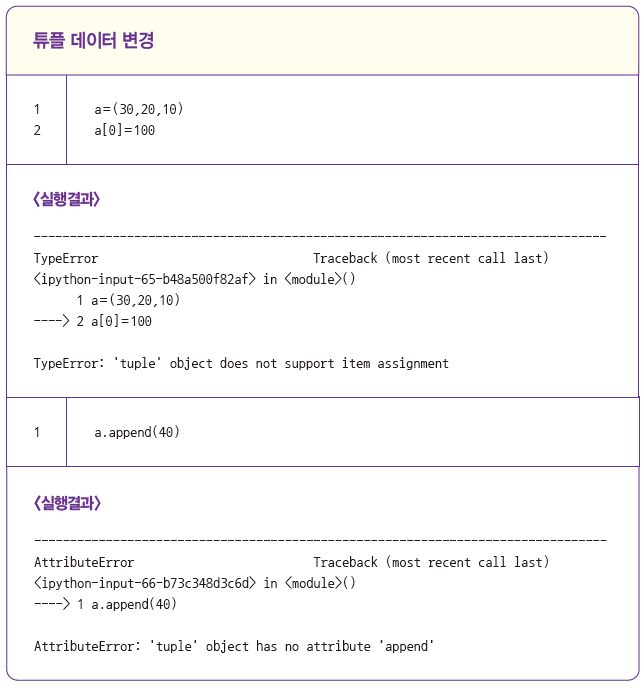 튜플 데이터 변경
1 a=(30,20,10)
2 a[0]=100
<실행결과>
--------------------------------------------------------------------------------
TypeError Traceback (most recent call last)
<ipython-input-65-b48a500f82af> in <module>()
1 a=(30,20,10)
----> 2 a[0]=100
TypeError: 'tuple' object does not support item assignment
1 a.append(40)
<실행결과>
--------------------------------------------------------------------------------
AttributeError Traceback (most recent call last)
<ipython-input-66-b73c348d3c6d> in <module>()
----> 1 a.append(40)
AttributeError: 'tuple' object has no attribute 'append'